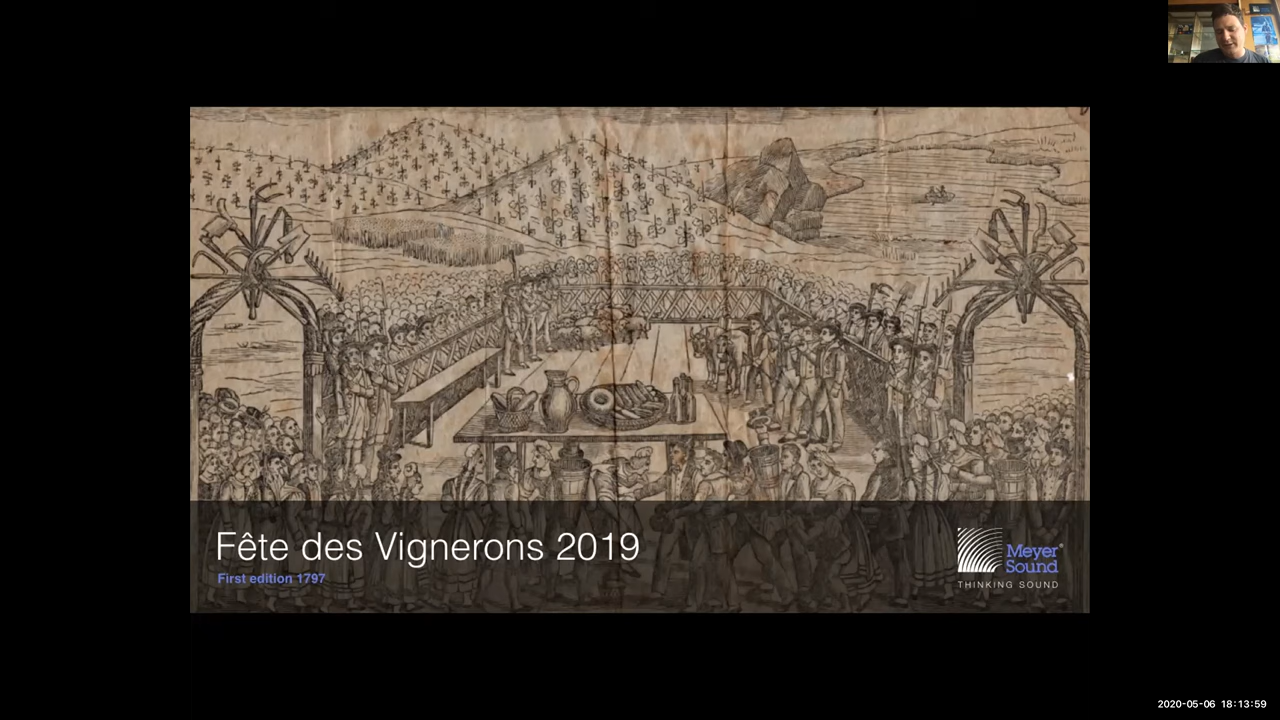 Fête des Vignerons 2019
First edition 1797
Meyer
Sound
THINKING SOUND
2020-05-06 18:13:59